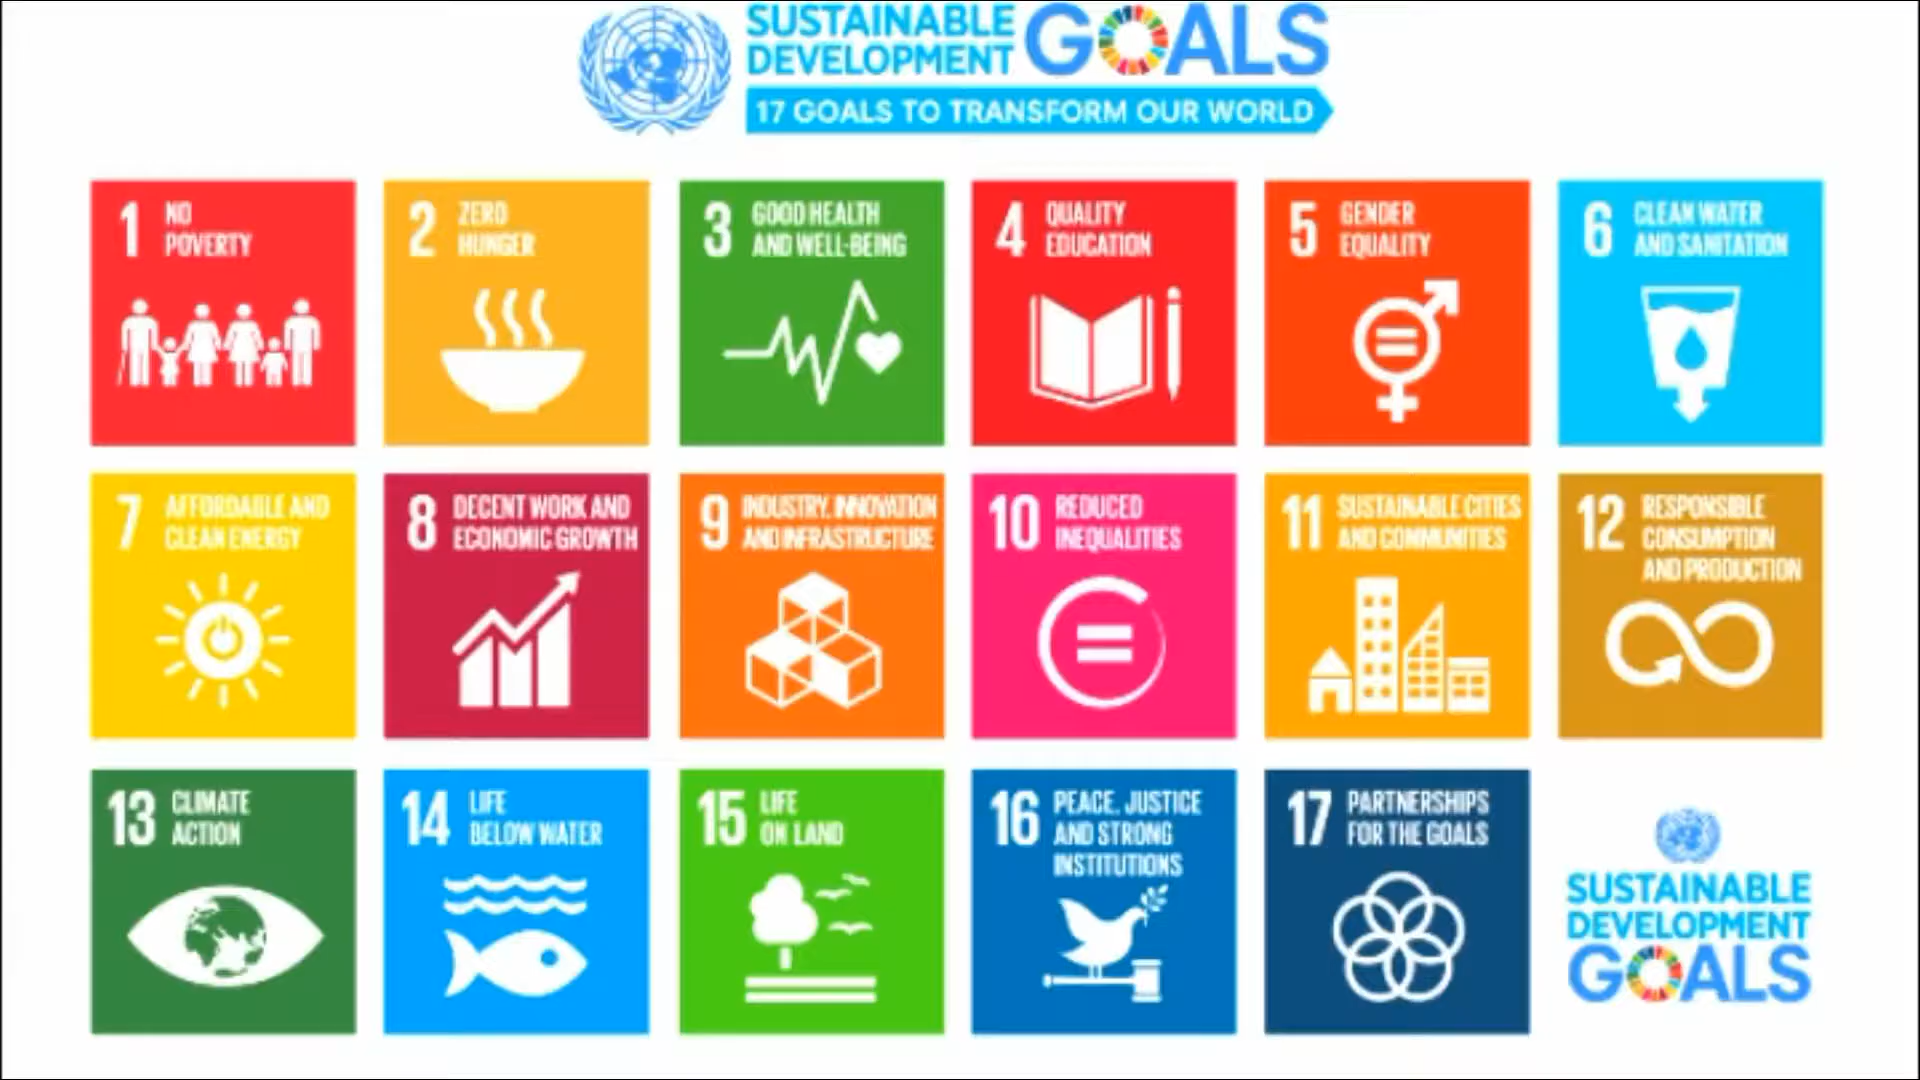 SUSTAINABLE
DEVELOPMENT
GOALS
17 GOALS TO TRANSFORM OUR WORLD
1 NO
POVERTY
2 ZERO
HUNGER
3 GOOD HEALTH
AND WELL-BEING
4 QUALITY
EDUCATION
5 GENDER
EQUALITY
6 CLEAN WATER
AND SANITATION
7 AFFORDABLE AND
CLEAN ENERGY
8 DECENT WORK AND
ECONOMIC GROWTH
9 INDUSTRY, INNOVATION
AND INFRASTRUCTURE
10 REDUCED
INEQUALITIES
11 SUSTAINABLE CITIES
AND COMMUNITIES
12 RESPONSIBLE
CONSUMPTION
AND PRODUCTION
13 CLIMATE
ACTION
14 LIFE
BELOW WATER
15 LIFE
ON LAND
16 PEACE, JUSTICE
AND STRONG
INSTITUTIONS
17 PARTNERSHIPS
FOR THE GOALS
SUSTAINABLE
DEVELOPMENT
GOALS